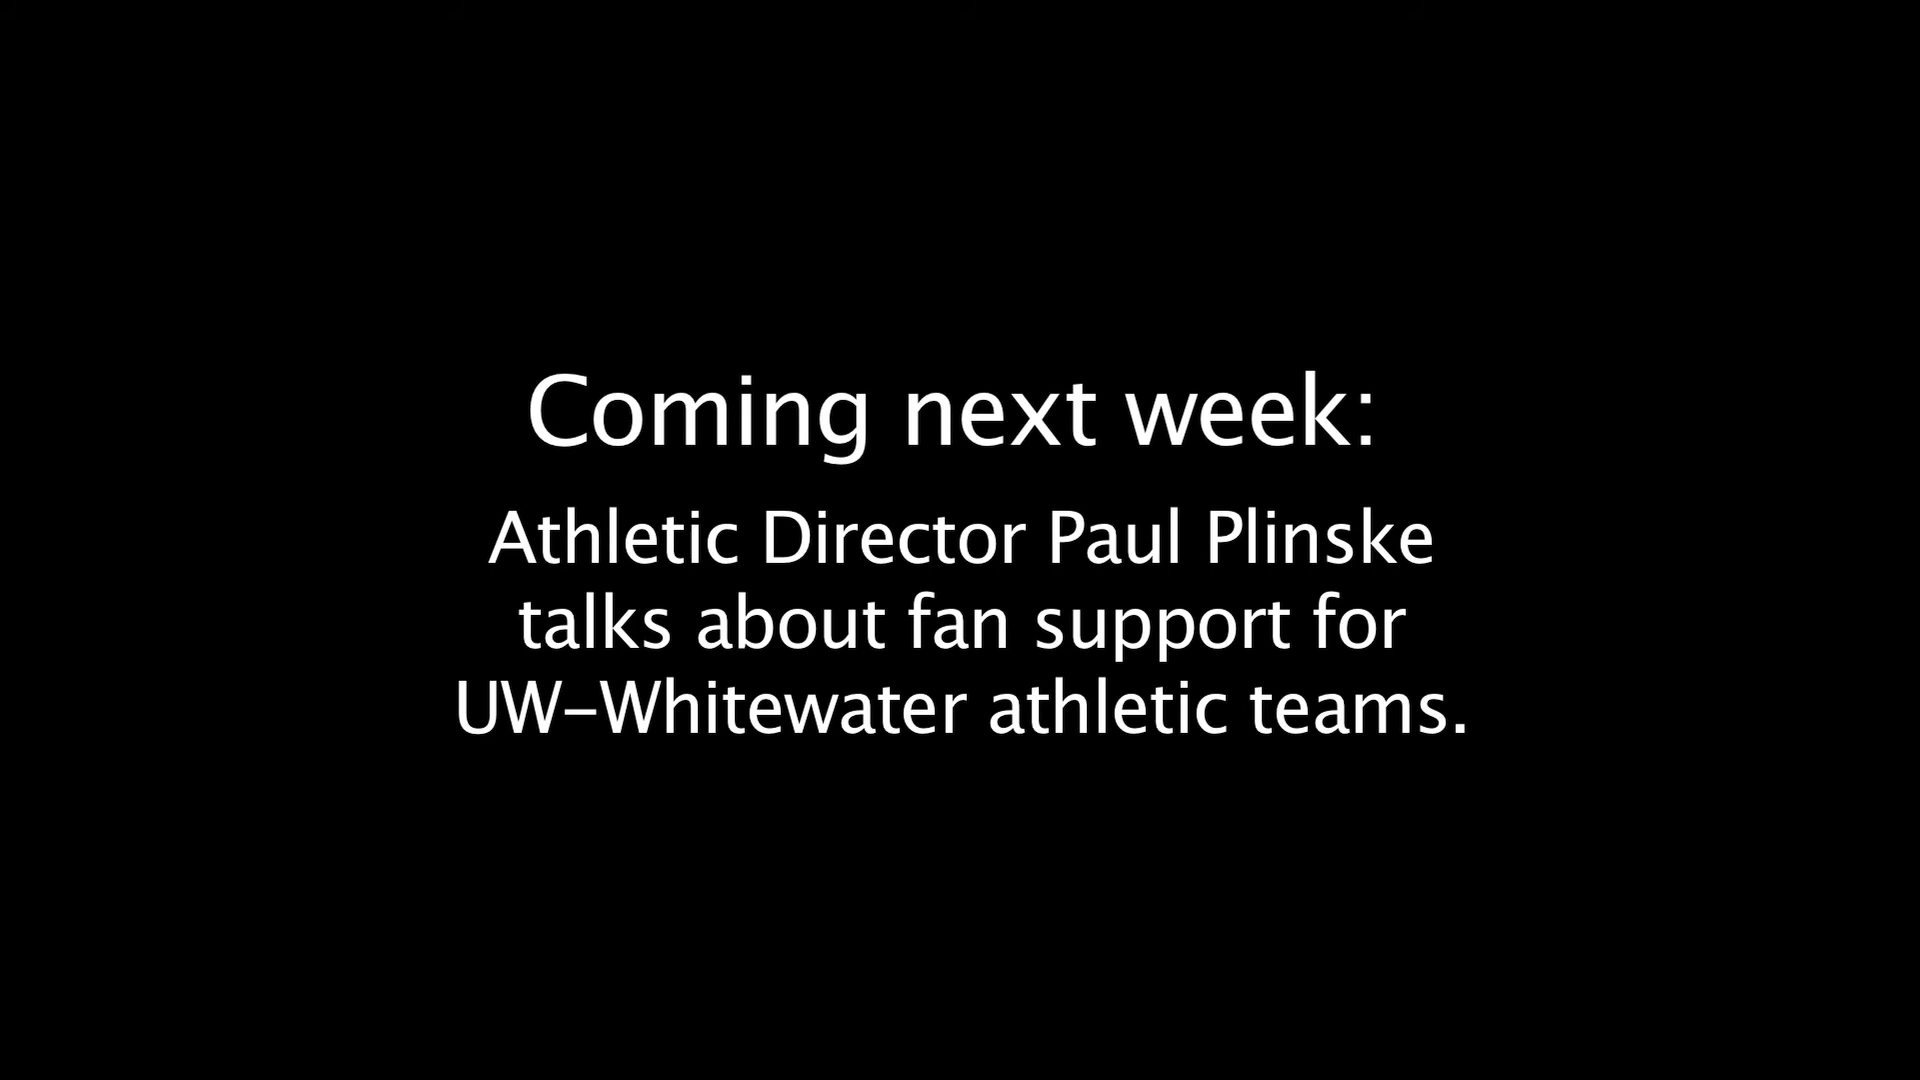 Coming next week:
Athletic Director Paul Plinske
talks about fan support for
UW-Whitewater athletic teams.